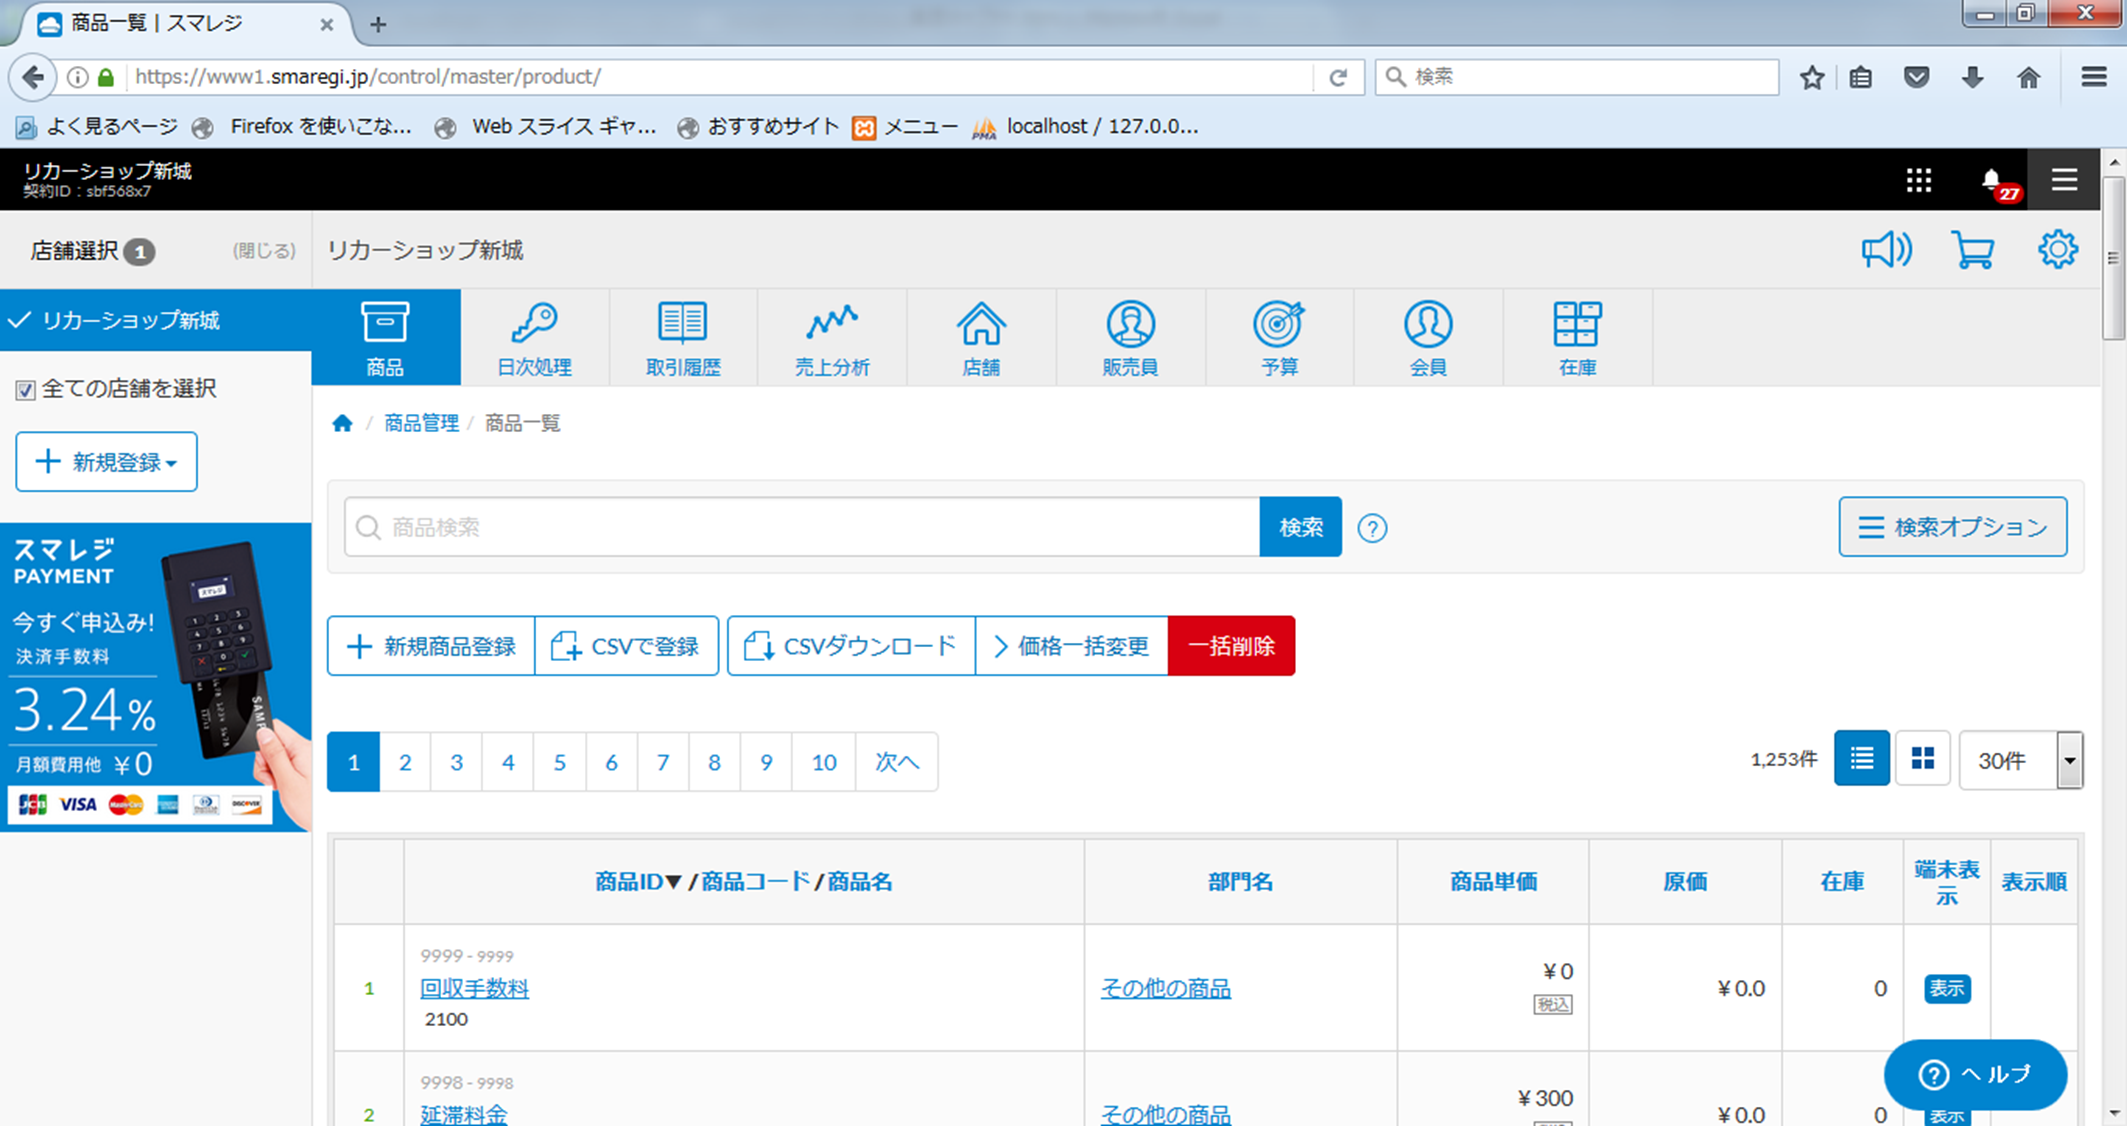 商品一覧 | スマレジ
https://www1.smaregi.jp/control/master/product/
検索
よく見るページ Firefox を使いこな... Web スライス ギャ... おすすめサイト メニュー localhost / 127.0.0...
リカーショップ新城
契約ID：sbf568x7
27
店舗選択 1 (閉じる) リカーショップ新城
リカーショップ新城
商品 日次処理 取引履歴 売上分析 店舗 販売員 予算 会員 在庫
全ての店舗を選択
商品管理 / 商品一覧
新規登録
商品検索 検索 ? 検索オプション
スマレジ
PAYMENT
今すぐ申込み!
決済手数料
3.24%
月額費用他 ¥0
JCB VISA MasterCard DISCOVER
新規商品登録 CSVで登録 CSVダウンロード 価格一括変更 一括削除
1 2 3 4 5 6 7 8 9 10 次へ 1,253件 30件
商品ID▼ /商品コード /商品名 部門名 商品単価 原価 在庫 端末表示 表示順
1 9999 - 9999
回収手数料
2100
その他の商品 ¥0 税込 ¥0.0 0 表示
2 9998 - 9998
延滞料金 その他の商品 ¥300 ¥0.0 0 表示
? ヘルプ